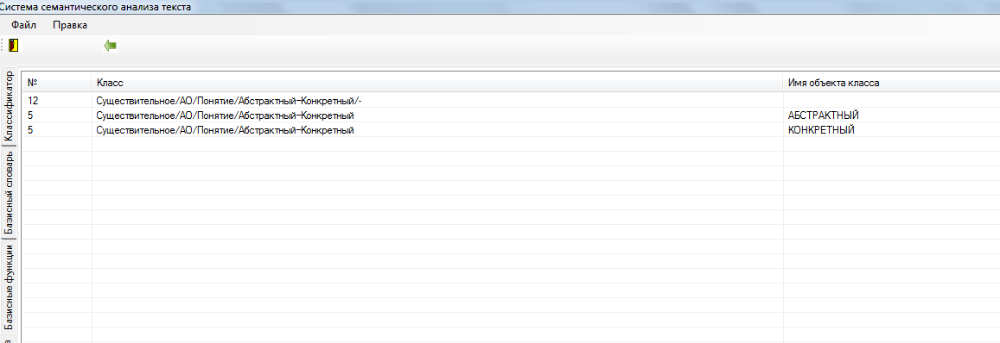 Система семантического анализа текста
Файл Правка
№ Класс Имя объекта класса
12 Существительное/АО/Понятие/Абстрактный-Конкретный/-
5 Существительное/АО/Понятие/Абстрактный-Конкретный АБСТРАКТНЫЙ
5 Существительное/АО/Понятие/Абстрактный-Конкретный КОНКРЕТНЫЙ
Классификатор
Базисный словарь
Базисные функции